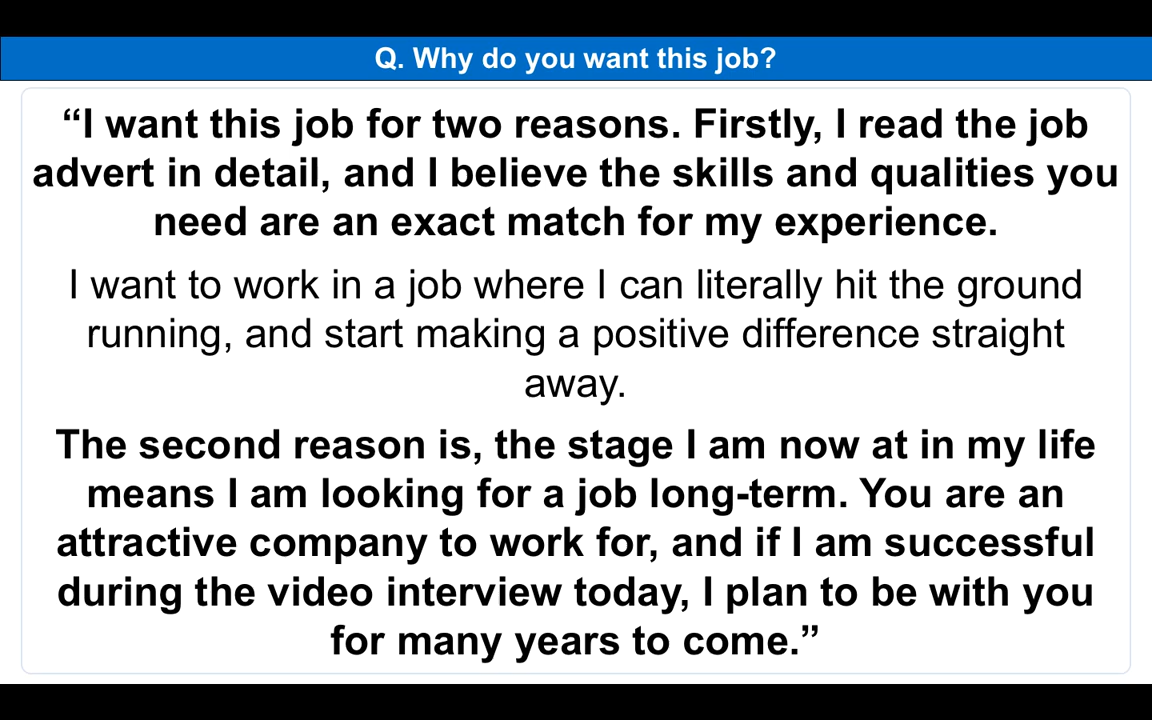 Q. Why do you want this job?
“I want this job for two reasons. Firstly, I read the job
advert in detail, and I believe the skills and qualities you
need are an exact match for my experience.
I want to work in a job where I can literally hit the ground
running, and start making a positive difference straight
away.
The second reason is, the stage I am now at in my life
means I am looking for a job long-term. You are an
attractive company to work for, and if I am successful
during the video interview today, I plan to be with you
for many years to come.”